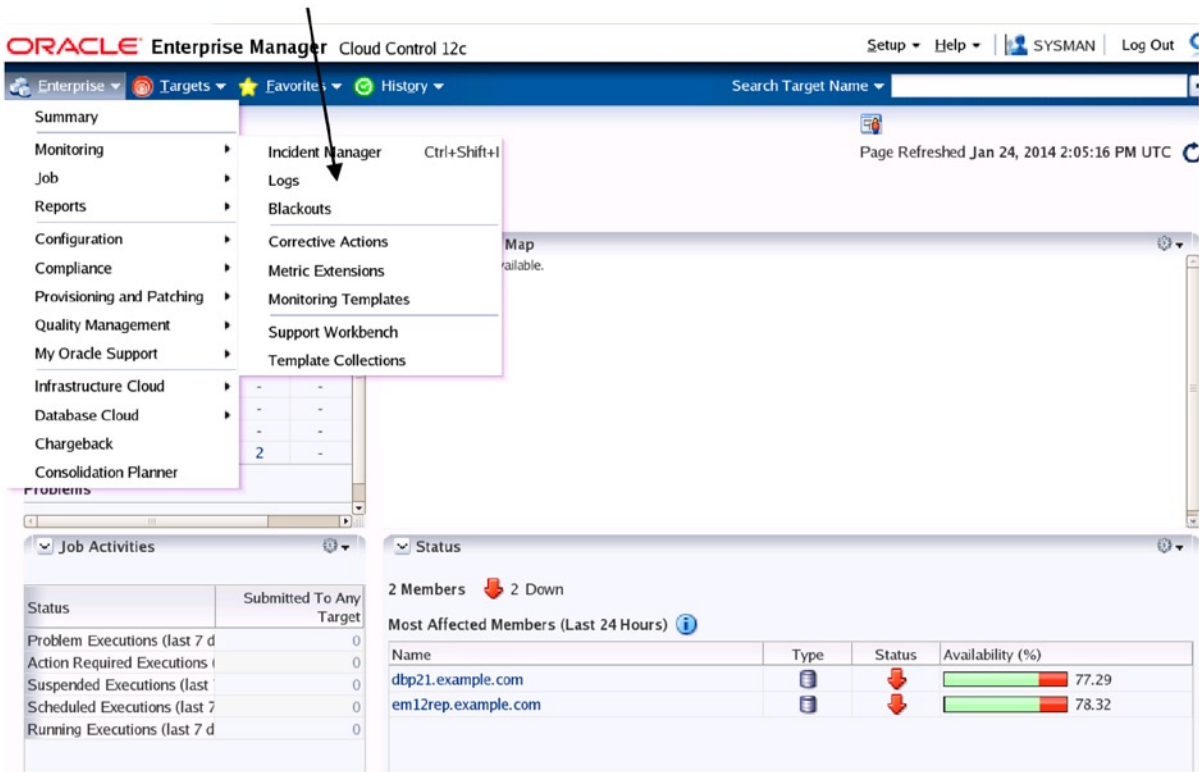 ORACLE Enterprise Manager Cloud Control 12c
Setup Help SYSMAN Log Out
Enterprise Targets Favorites History Search Target Name
Summary
Monitoring
Job
Reports
Configuration
Compliance
Provisioning and Patching
Quality Management
My Oracle Support
Infrastructure Cloud
Database Cloud
Chargeback
Consolidation Planner
Incident Manager Ctrl+Shift+I
Logs
Blackouts
Corrective Actions
Metric Extensions
Monitoring Templates
Support Workbench
Template Collections
Page Refreshed Jan 24, 2014 2:05:16 PM UTC
Map
- -
- -
- -
2 -
Problems
Job Activities
Status Submitted To Any
Target
Problem Executions (last 7 d 0
Action Required Executions ( 0
Suspended Executions (last 0
Scheduled Executions (last 7 0
Running Executions (last 7 d 0
Status
2 Members 2 Down
Most Affected Members (Last 24 Hours)
Name Type Status Availability (%)
dbp21.example.com 77.29
em12rep.example.com 78.32